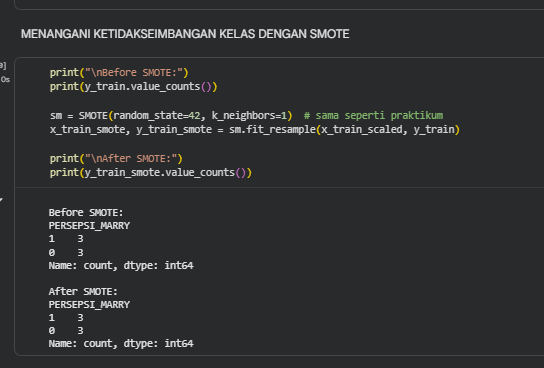 MENANGANI KETIDAKSEIMBANGAN KELAS DENGAN SMOTE
0s
print("\nBefore SMOTE:")
print(y_train.value_counts())
sm = SMOTE(random_state=42, k_neighbors=1)  # sama seperti praktikum
x_train_smote, y_train_smote = sm.fit_resample(x_train_scaled, y_train)
print("\nAfter SMOTE:")
print(y_train_smote.value_counts())
Before SMOTE:
PERSEPSI_MARRY
1    3
0    3
Name: count, dtype: int64
After SMOTE:
PERSEPSI_MARRY
1    3
0    3
Name: count, dtype: int64